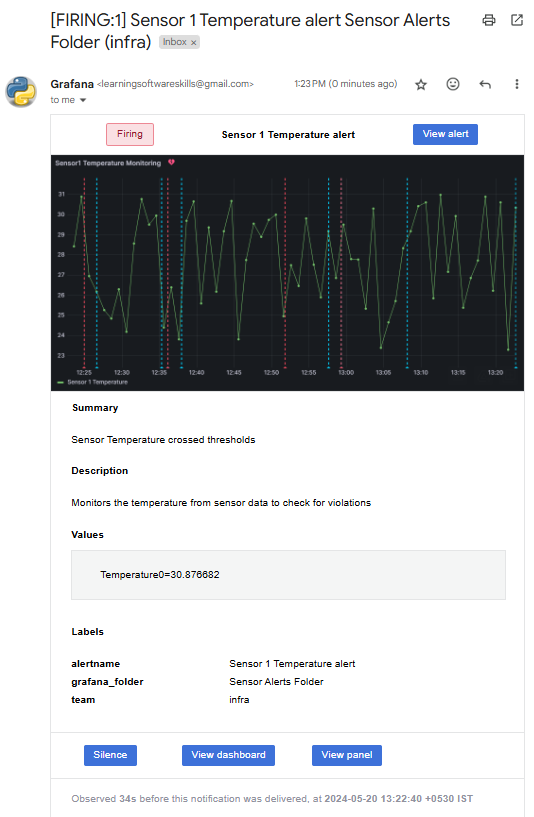 [FIRING:1] Sensor 1 Temperature alert Sensor Alerts
Folder (infra) Inbox ×
Grafana <learningsoftwareskills@gmail.com> 1:23 PM (0 minutes ago)
to me
Firing Sensor 1 Temperature alert View alert
Sensor1 Temperature Monitoring
31
30
29
28
27
26
25
24
23
12:25 12:30 12:35 12:40 12:45 12:50 12:55 13:00 13:05 13:10 13:15 13:20
Sensor 1 Temperature
Summary
Sensor Temperature crossed thresholds
Description
Monitors the temperature from sensor data to check for violations
Values
Temperature0=30.876682
Labels
alertname Sensor 1 Temperature alert
grafana_folder Sensor Alerts Folder
team infra
Silence View dashboard View panel
Observed 34s before this notification was delivered, at 2024-05-20 13:22:40 +0530 IST